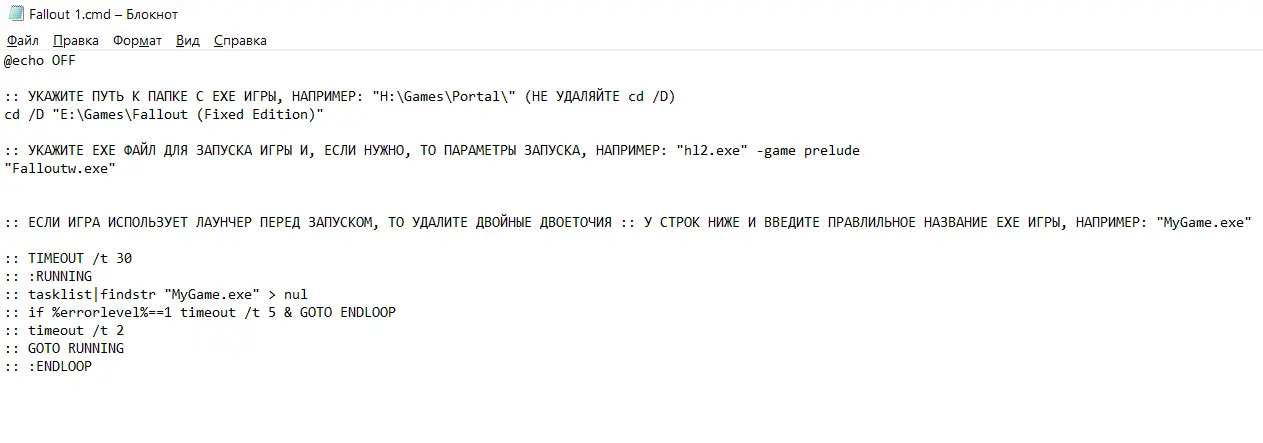 Fallout 1.cmd – Блокнот
Файл Правка Формат Вид Справка
@echo OFF
:: УКАЖИТЕ ПУТЬ К ПАПКЕ С EXE ИГРЫ, НАПРИМЕР: "H:\Games\Portal\" (НЕ УДАЛЯЙТЕ cd /D)
cd /D "E:\Games\Fallout (Fixed Edition)"
:: УКАЖИТЕ EXE ФАЙЛ ДЛЯ ЗАПУСКА ИГРЫ И, ЕСЛИ НУЖНО, ТО ПАРАМЕТРЫ ЗАПУСКА, НАПРИМЕР: "hl2.exe" -game prelude
"Falloutw.exe"
:: ЕСЛИ ИГРА ИСПОЛЬЗУЕТ ЛАУНЧЕР ПЕРЕД ЗАПУСКОМ, ТО УДАЛИТЕ ДВОЙНЫЕ ДВОЕТОЧИЯ :: У СТРОК НИЖЕ И ВВЕДИТЕ ПРАВЛИЛЬНОЕ НАЗВАНИЕ EXE ИГРЫ, НАПРИМЕР: "MyGame.exe"
:: TIMEOUT /t 30
:: :RUNNING
:: tasklist|findstr "MyGame.exe" > nul
:: if %errorlevel%==1 timeout /t 5 & GOTO ENDLOOP
:: timeout /t 2
:: GOTO RUNNING
:: :ENDLOOP